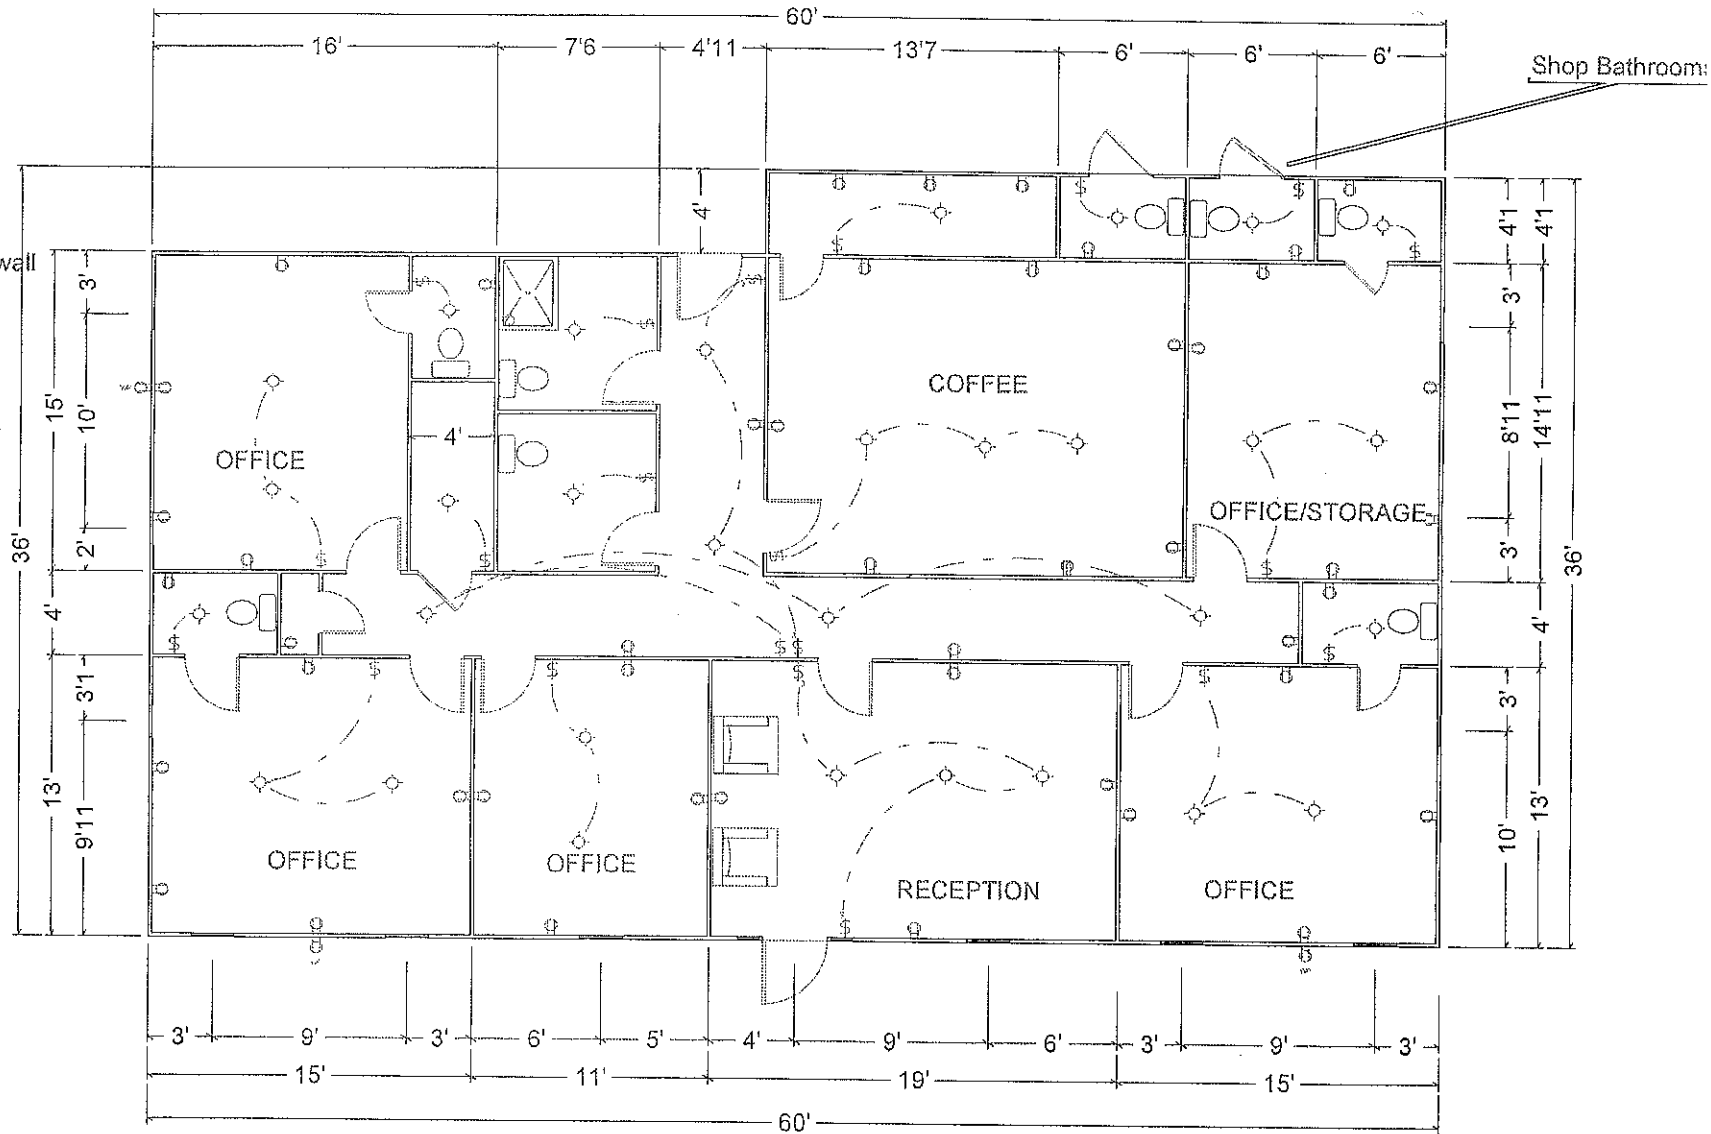 60'
16' 7'6 4'11 13'7 6' 6' 6'
Shop Bathroom
wall
4'
4'1 4'1
3' 3'
COFFEE
15' 10' 8'11 14'11
4'
OFFICE
OFFICE/STORAGE
36' 2' 3' 36'
4' 4'
$ $ $ $ $ $ $ $ $ $ $ $ $ $ $ $ $ $ $
3'1 3'
13' 9'11 10' 13'
OFFICE OFFICE RECEPTION OFFICE
3' 9' 3' 6' 5' 4' 9' 6' 3' 9' 3'
15' 11' 19' 15'
60'